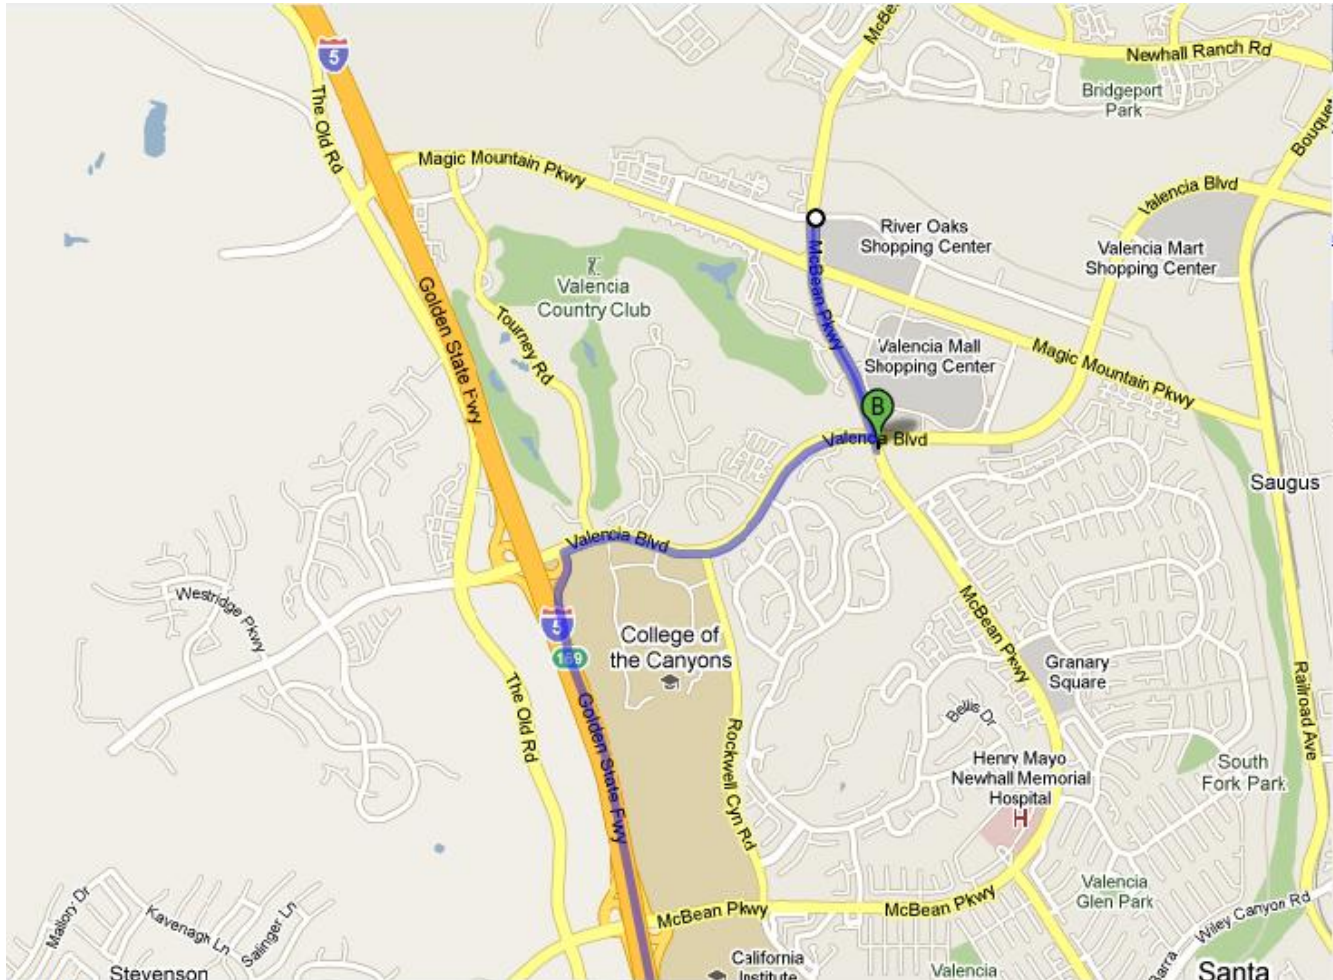 McBe
Newhall Ranch Rd
5
Bridgeport
Park
The Old Rd
Bouquet
Magic Mountain Pkwy
Valencia Blvd
River Oaks
Shopping Center
Valencia Mart
Shopping Center
McBean Pkwy
Valencia
Country Club
Golden State Fwy
Tourney Rd
Valencia Mall
Shopping Center
Magic Mountain Pkwy
B
Valencia Blvd
Saugus
Valencia Blvd
Westridge Pkwy
McBean Pkwy
5
169
College of
the Canyons
Granary
Square
The Old Rd
Golden State Fwy
Rockwell Cyn Rd
Bellis Dr
Railroad Ave
Henry Mayo
Newhall Memorial
Hospital
H
South
Fork Park
Mallory Dr
Kavenagh Ln
Salinger Ln
McBean Pkwy
McBean Pkwy
Valencia
Glen Park
Wiley Canyon Rd
California
Institute
Valencia
arra
Stevenson
Santa